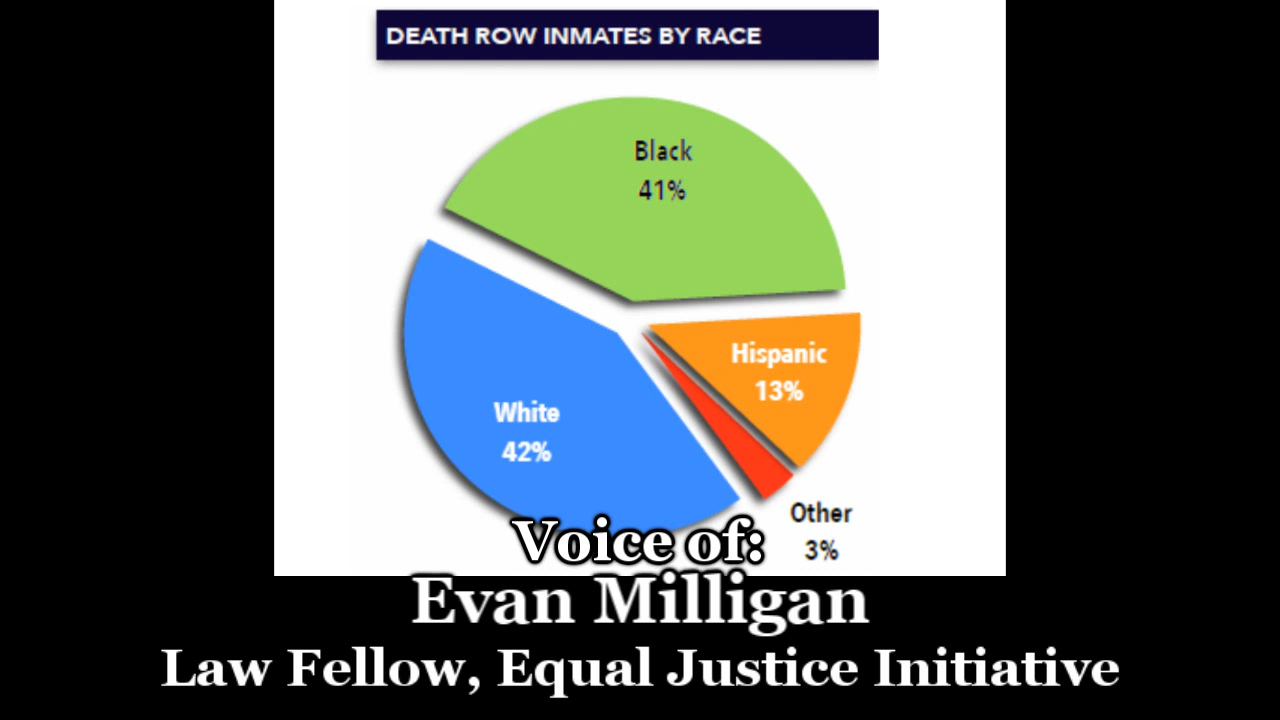 DEATH ROW INMATES BY RACE
Black
41%
Hispanic
13%
White
42%
Other
3%
Voice of:
Evan Milligan
Law Fellow, Equal Justice Initiative